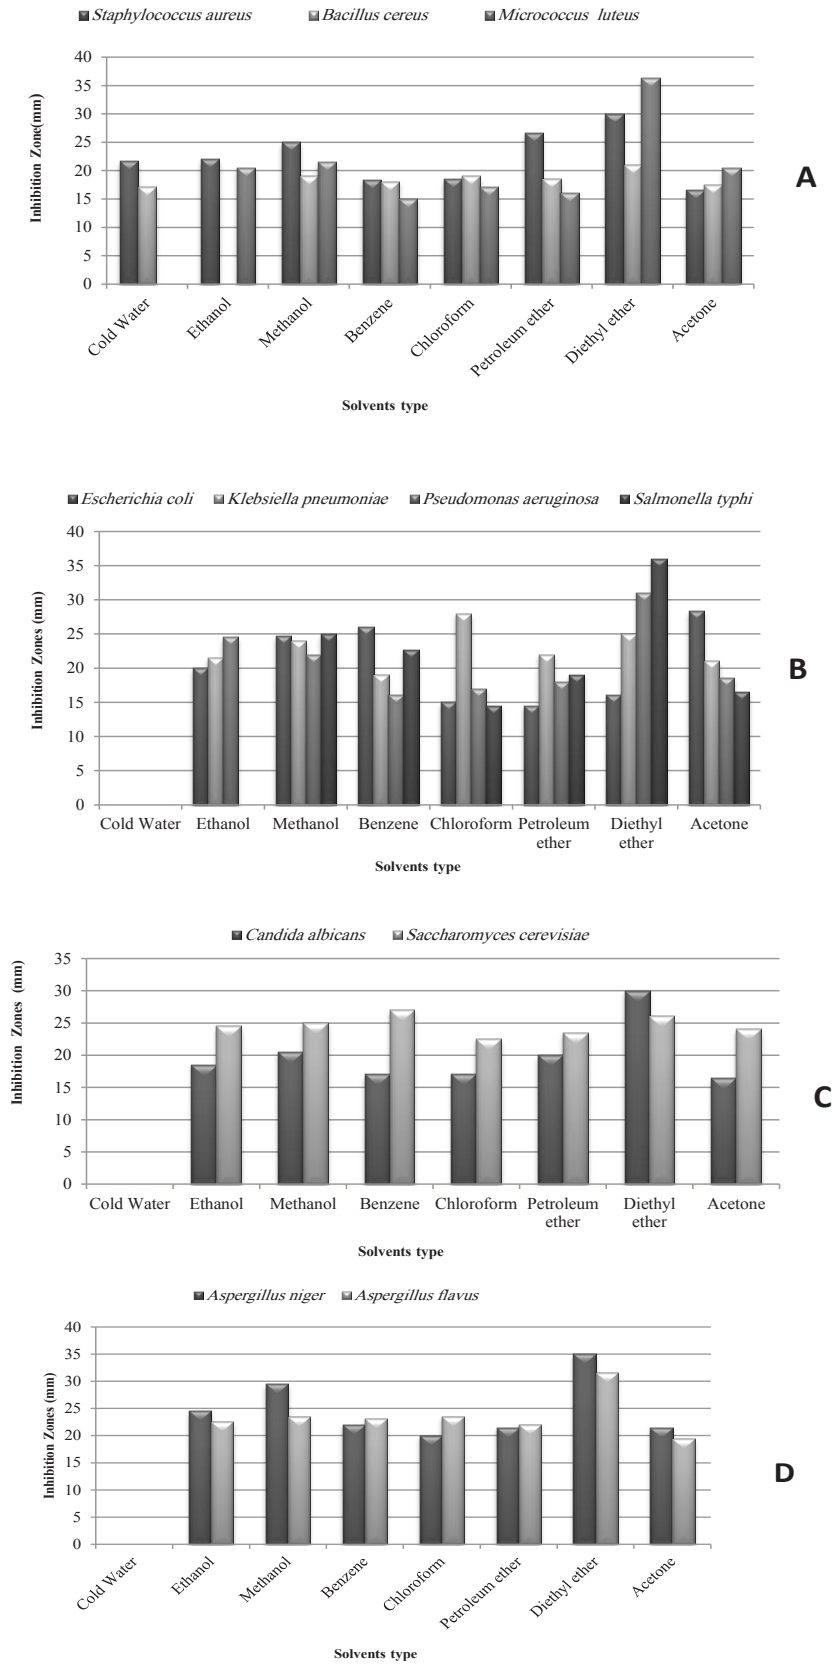 Staphylococcus aureus Bacillus cereus Micrococcus luteus
40
35
30
25
20
15
10
5
0
Inhibition Zone(mm)
A
Cold Water Ethanol Methanol Benzene Chloroform Petroleum ether Diethyl ether Acetone
Solvents type
Escherichia coli Klebsiella pneumoniae Pseudomonas aeruginosa Salmonella typhi
40
35
30
25
20
15
10
5
0
Inhibition Zones (mm)
B
Cold Water Ethanol Methanol Benzene Chloroform Petroleum ether Diethyl ether Acetone
Solvents type
Candida albicans Saccharomyces cerevisiae
35
30
25
20
15
10
5
0
Inhibition Zones (mm)
C
Cold Water Ethanol Methanol Benzene Chloroform Petroleum ether Diethyl ether Acetone
Solvents type
Aspergillus niger Aspergillus flavus
40
35
30
25
20
15
10
5
0
Inhibition Zones (mm)
D
Cold Water Ethanol Methanol Benzene Chloroform Petroleum ether Diethyl ether Acetone
Solvents type